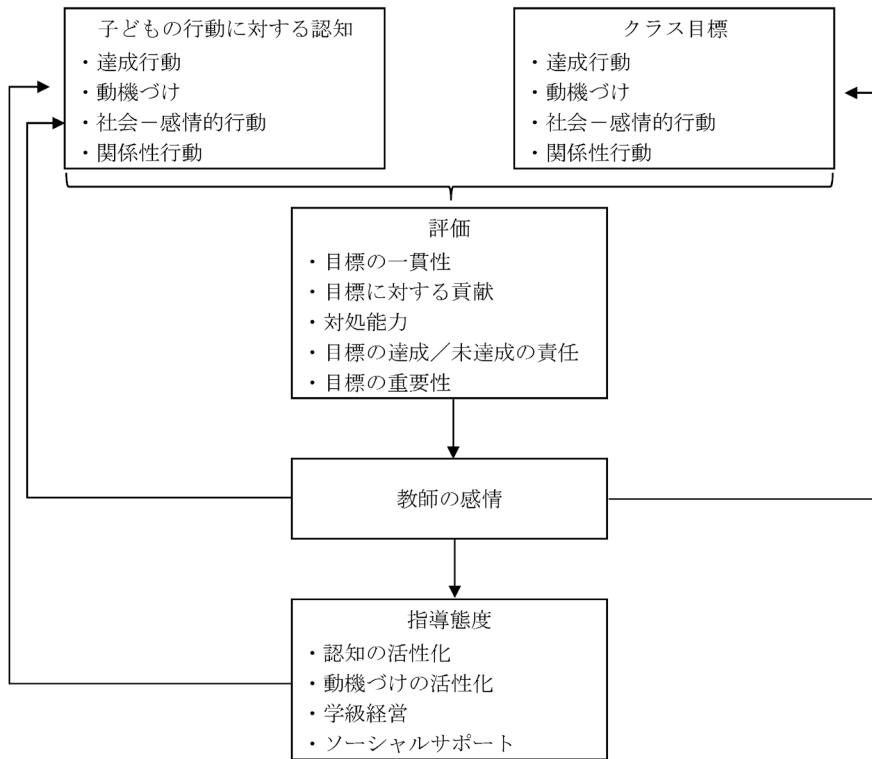 子どもの行動に対する認知
・達成行動
・動機づけ
・社会－感情的行動
・関係性行動
クラス目標
・達成行動
・動機づけ
・社会－感情的行動
・関係性行動
評価
・目標の一貫性
・目標に対する貢献
・対処能力
・目標の達成／未達成の責任
・目標の重要性
教師の感情
指導態度
・認知の活性化
・動機づけの活性化
・学級経営
・ソーシャルサポート